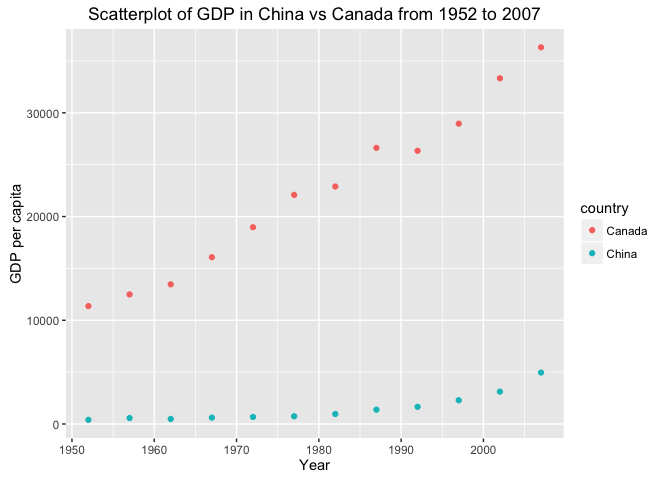 Scatterplot of GDP in China vs Canada from 1952 to 2007
GDP per capita
30000
20000
10000
0
1950 1960 1970 1980 1990 2000
Year
country
Canada
China